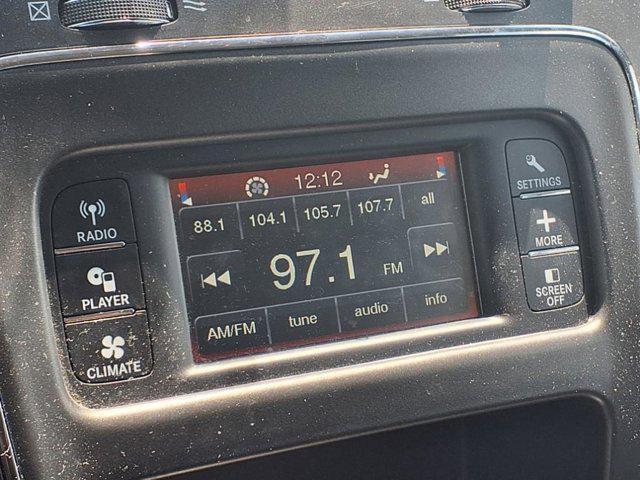 12:12
88.1 104.1 105.7 107.7 all
97.1 FM
AM/FM tune audio info
RADIO
PLAYER
CLIMATE
SETTINGS
MORE
SCREEN
OFF